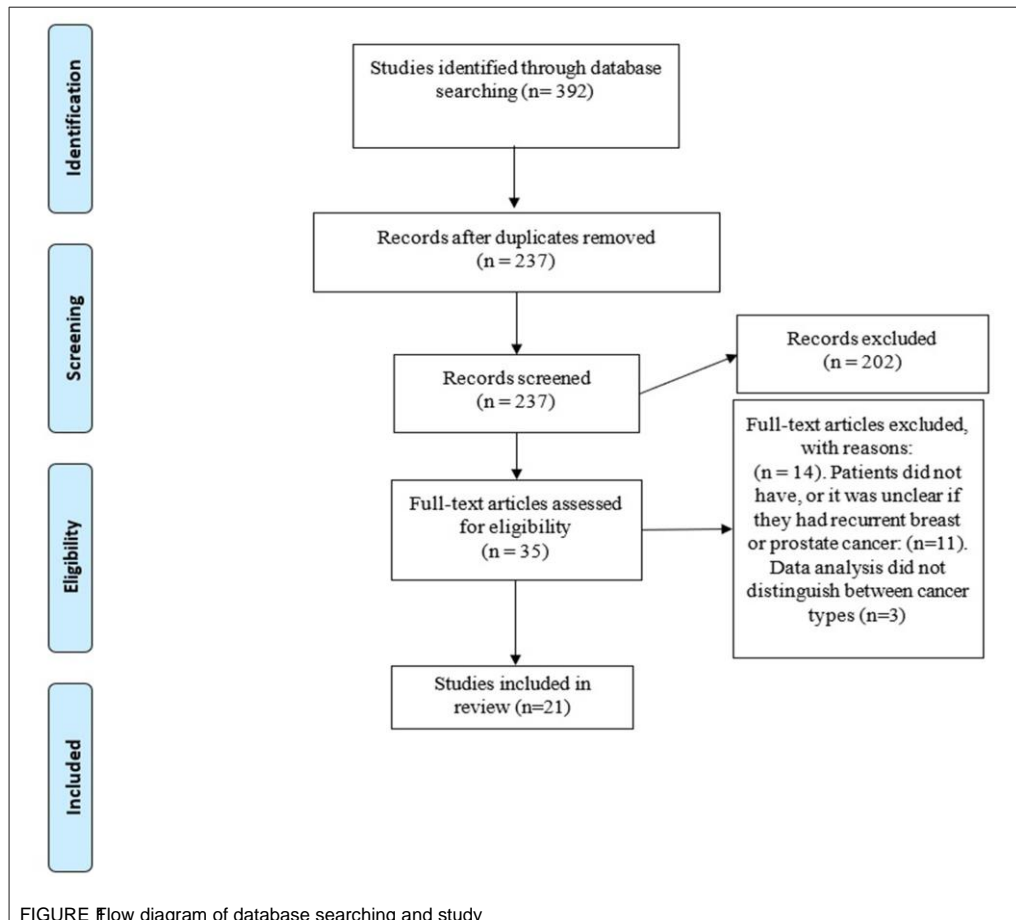 Identification
Studies identified through database
searching (n= 392)
Records after duplicates removed
(n = 237)
Screening
Records screened
(n = 237)
Records excluded
(n = 202)
Eligibility
Full-text articles assessed
for eligibility
(n = 35)
Full-text articles excluded,
with reasons:
(n = 14). Patients did not
have, or it was unclear if
they had recurrent breast
or prostate cancer: (n=11).
Data analysis did not
distinguish between cancer
types (n=3)
Included
Studies included in
review (n=21)
FIGURE Flow diagram of database searching and study